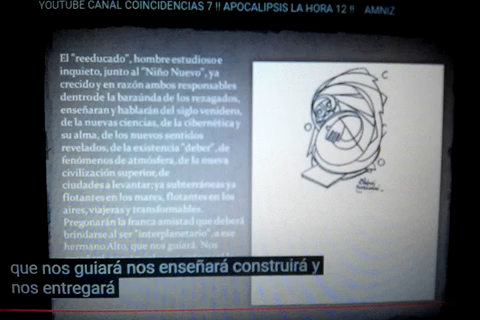 YOUTUBE CANAL COINCIDENCIAS 7 !! APOCALIPSIS LA HORA 12 !! AMNIZ
El "reeducado", hombre estudioso e
inquieto, junto al "Niño Nuevo", ya
crecido y en razón ambos responsables
dentro de la baraúnda de los rezagados,
enseñaran y hablarán del siglo venidero,
de la nuevas ciencias, de la cibernética y
su alma, de los nuevos sentidos
revelados, de la existencia "deber", de
fenómenos de atmósfera, de la nueva
civilización superior, de
ciudades a levantar; ya subterráneas ya
flotantes en los mares, flotantes en los
aires, viajeras y transformables.
Pregonarán la franca amistad que deberá
brindarse al ser "interplanetario", a ese
hermano Alto, que nos guiará. Nos
que nos guiará nos enseñará construirá y
nos entregará